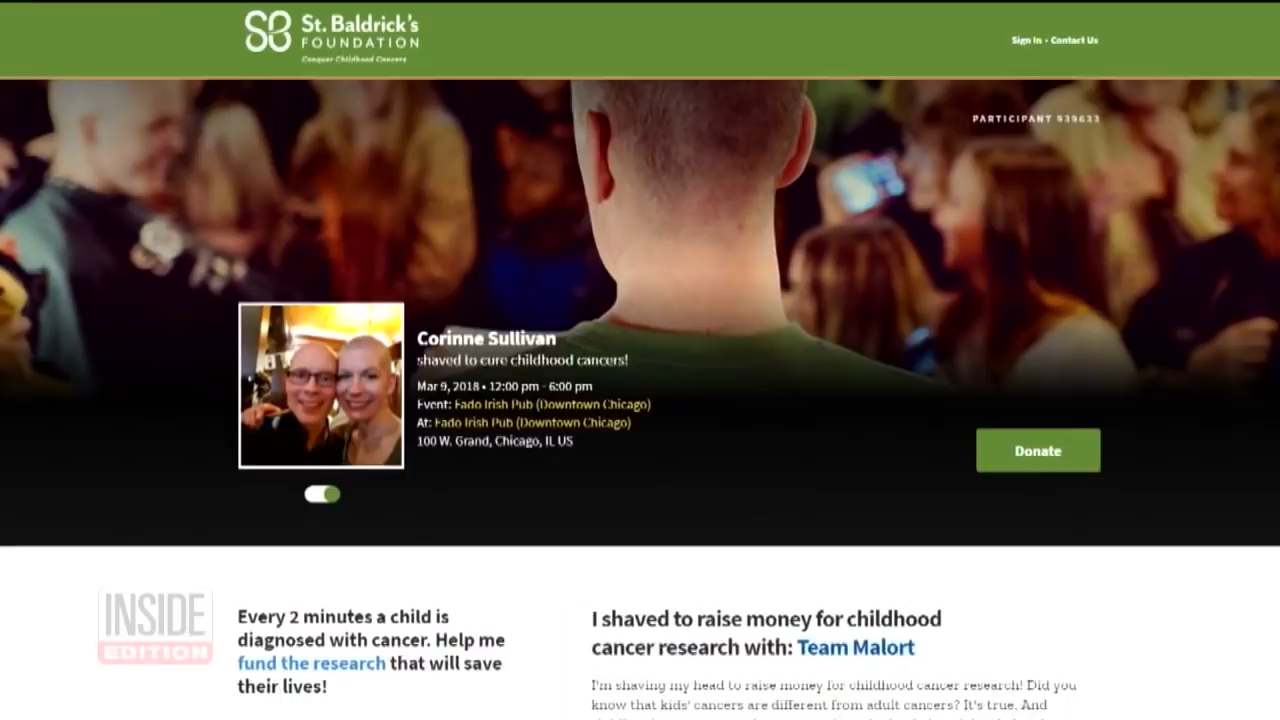 St. Baldrick's
FOUNDATION
Conquer Childhood Cancers
Sign In • Contact Us
PARTICIPANT 939633
Corinne Sullivan
shaved to cure childhood cancers!
Mar 9, 2018 • 12:00 pm - 6:00 pm
Event: Fado Irish Pub (Downtown Chicago)
At: Fado Irish Pub (Downtown Chicago)
100 W. Grand, Chicago, IL US
Donate
INSIDE
EDITION
Every 2 minutes a child is
diagnosed with cancer. Help me
fund the research that will save
their lives!
I shaved to raise money for childhood
cancer research with: Team Malort
I'm shaving my head to raise money for childhood cancer research! Did you
know that kids' cancers are different from adult cancers? It's true. And